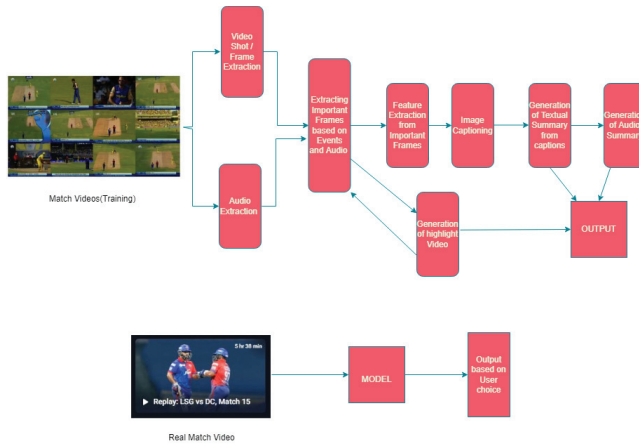 Video
Shot /
Frame
Extraction
Extracting
Important
Frames
based on
Events
and Audio
Feature
Extraction
from
Important
Frames
Image
Captioning
Generation
of Textual
Summary
from
captions
Generation
of Audio
Summar
Match Videos(Training)
Audio
Extraction
Generation
of highlight
Video
OUTPUT
5 hr 38 min
Replay: LSG vs DC, Match 15
MODEL
Output
based on
User
choice
Real Match Video